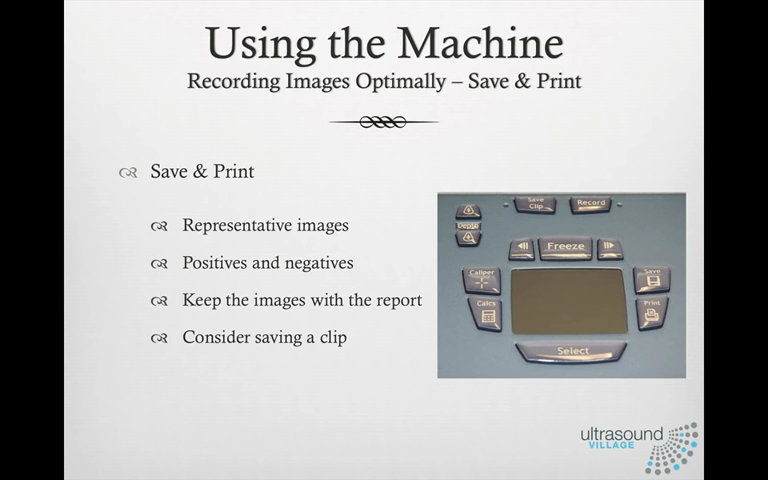 Using the Machine
Recording Images Optimally – Save & Print
Save & Print
Representative images
Positives and negatives
Keep the images with the report
Consider saving a clip
Save
Clip
Record
Depth
Freeze
Caliper
Save
Calcs
Print
Select
ultrasound
VILLAGE